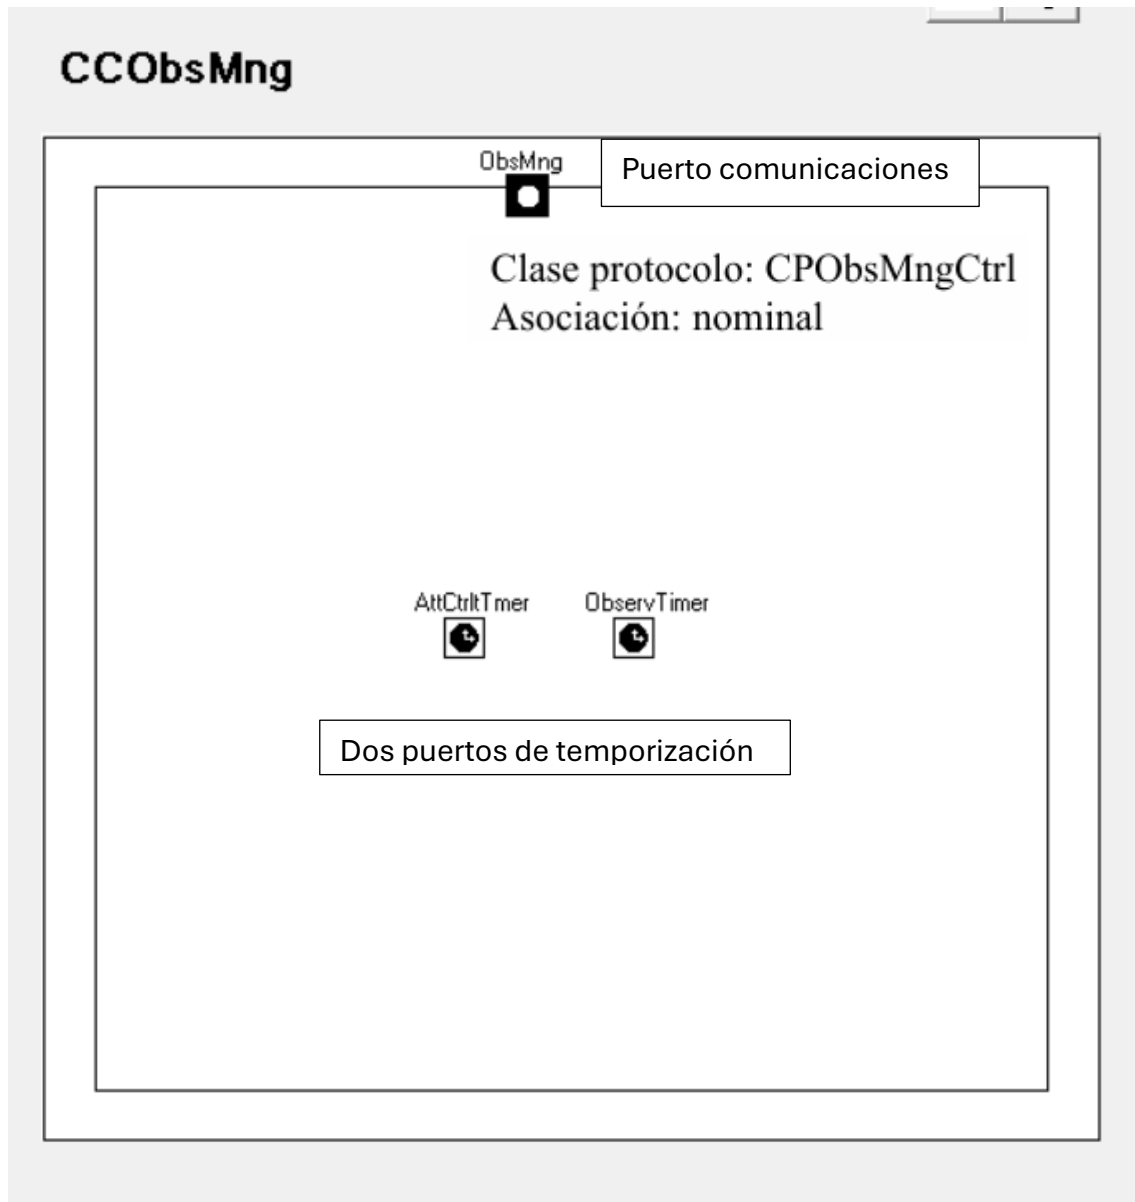 CCObsMng
ObsMng
Puerto comunicaciones
Clase protocolo: CPObsMngCtrl
Asociación: nominal
AttCtrltTmer ObservTimer
Dos puertos de temporización